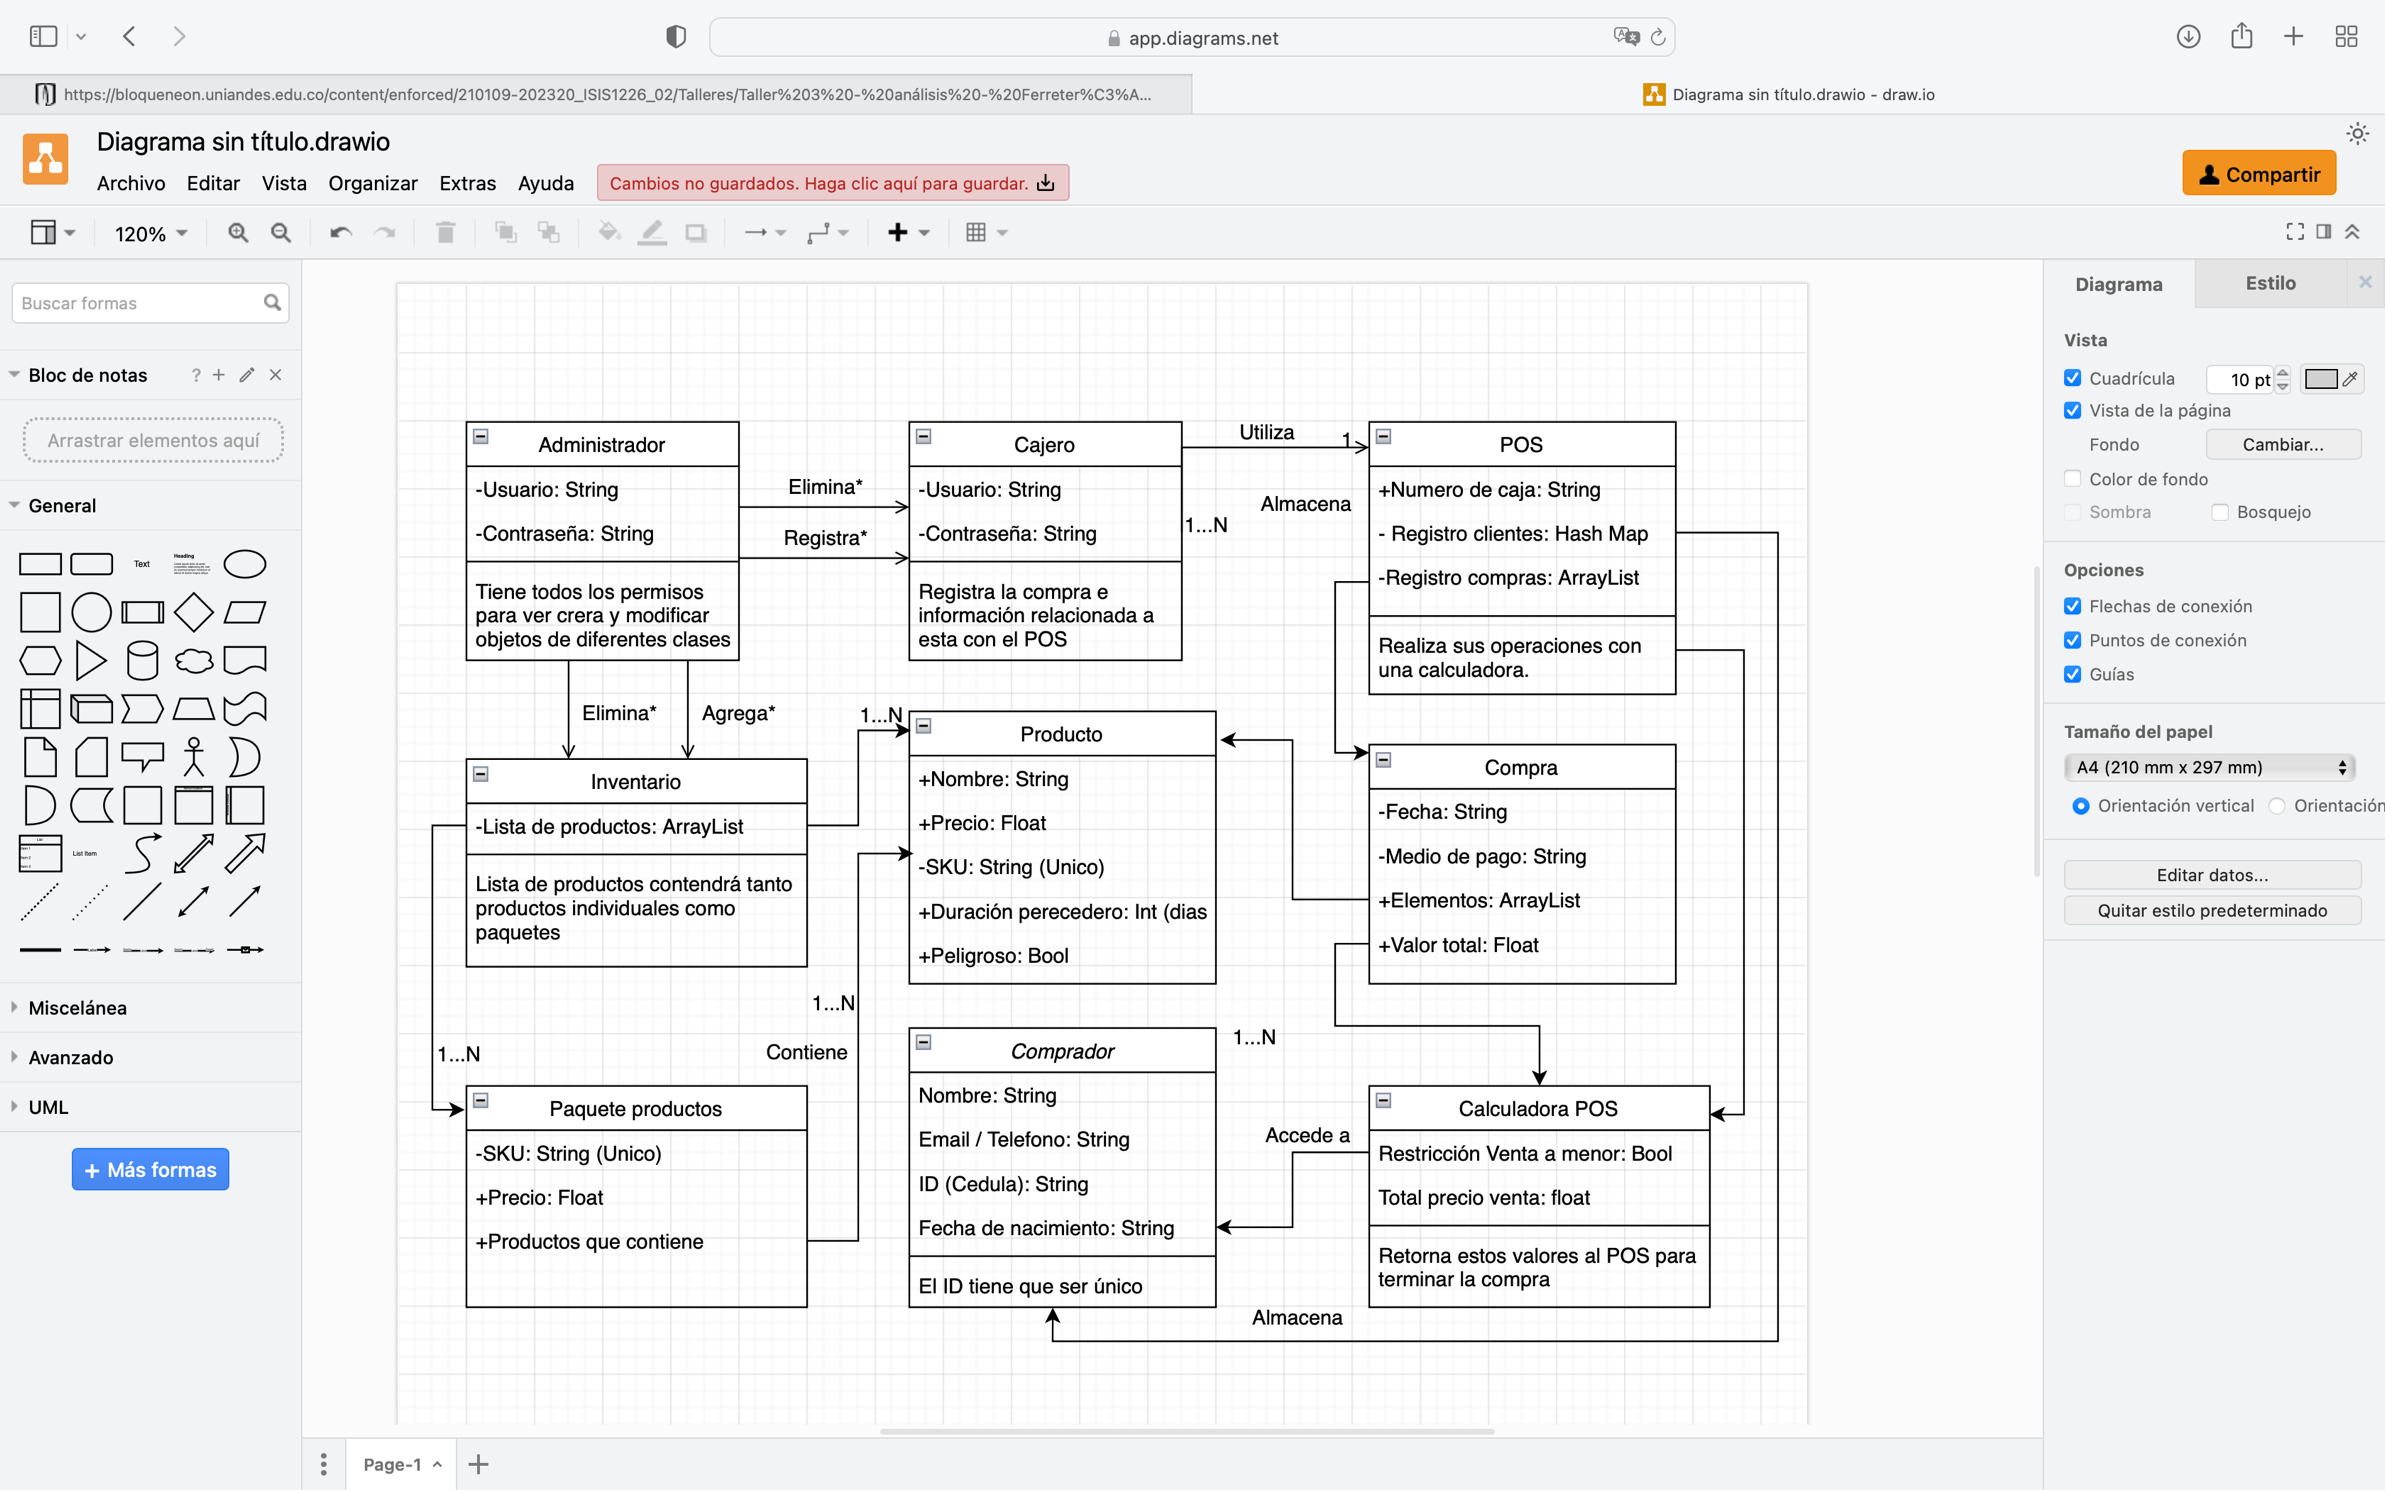 app.diagrams.net
https://bloqueneon.uniandes.edu.co/content/enforced/210109-202320_ISIS1226_02/Talleres/Taller%203%20-%20análisis%20-%20Ferreter%C3%A...
Diagrama sin título.drawio - draw.io
Diagrama sin título.drawio
Archivo Editar Vista Organizar Extras Ayuda
Cambios no guardados. Haga clic aquí para guardar.
Compartir
120%
Buscar formas
Bloc de notas
?
Arrastrar elementos aquí
General
Text
Heading
List Item
Miscelánea
Avanzado
UML
+ Más formas
Administrador
-Usuario: String
-Contraseña: String
Tiene todos los permisos
para ver crera y modificar
objetos de diferentes clases
Elimina*
Registra*
Cajero
-Usuario: String
-Contraseña: String
Registra la compra e
información relacionada a
esta con el POS
Utiliza
1
Almacena
1...N
POS
+Numero de caja: String
- Registro clientes: Hash Map
-Registro compras: ArrayList
Realiza sus operaciones con
una calculadora.
Elimina*
Agrega*
1...N
Inventario
-Lista de productos: ArrayList
Lista de productos contendrá tanto
productos individuales como
paquetes
Producto
+Nombre: String
+Precio: Float
-SKU: String (Unico)
+Duración perecedero: Int (dias
+Peligroso: Bool
Compra
-Fecha: String
-Medio de pago: String
+Elementos: ArrayList
+Valor total: Float
1...N
Contiene
1...N
1...N
Paquete productos
-SKU: String (Unico)
+Precio: Float
+Productos que contiene
Comprador
Nombre: String
Email / Telefono: String
ID (Cedula): String
Fecha de nacimiento: String
El ID tiene que ser único
Accede a
Calculadora POS
Restricción Venta a menor: Bool
Total precio venta: float
Retorna estos valores al POS para
terminar la compra
Almacena
Page-1
Diagrama
Estilo
Vista
Cuadrícula
10 pt
Vista de la página
Fondo
Cambiar...
Color de fondo
Sombra
Bosquejo
Opciones
Flechas de conexión
Puntos de conexión
Guías
Tamaño del papel
A4 (210 mm x 297 mm)
Orientación vertical
Orientación
Editar datos...
Quitar estilo predeterminado